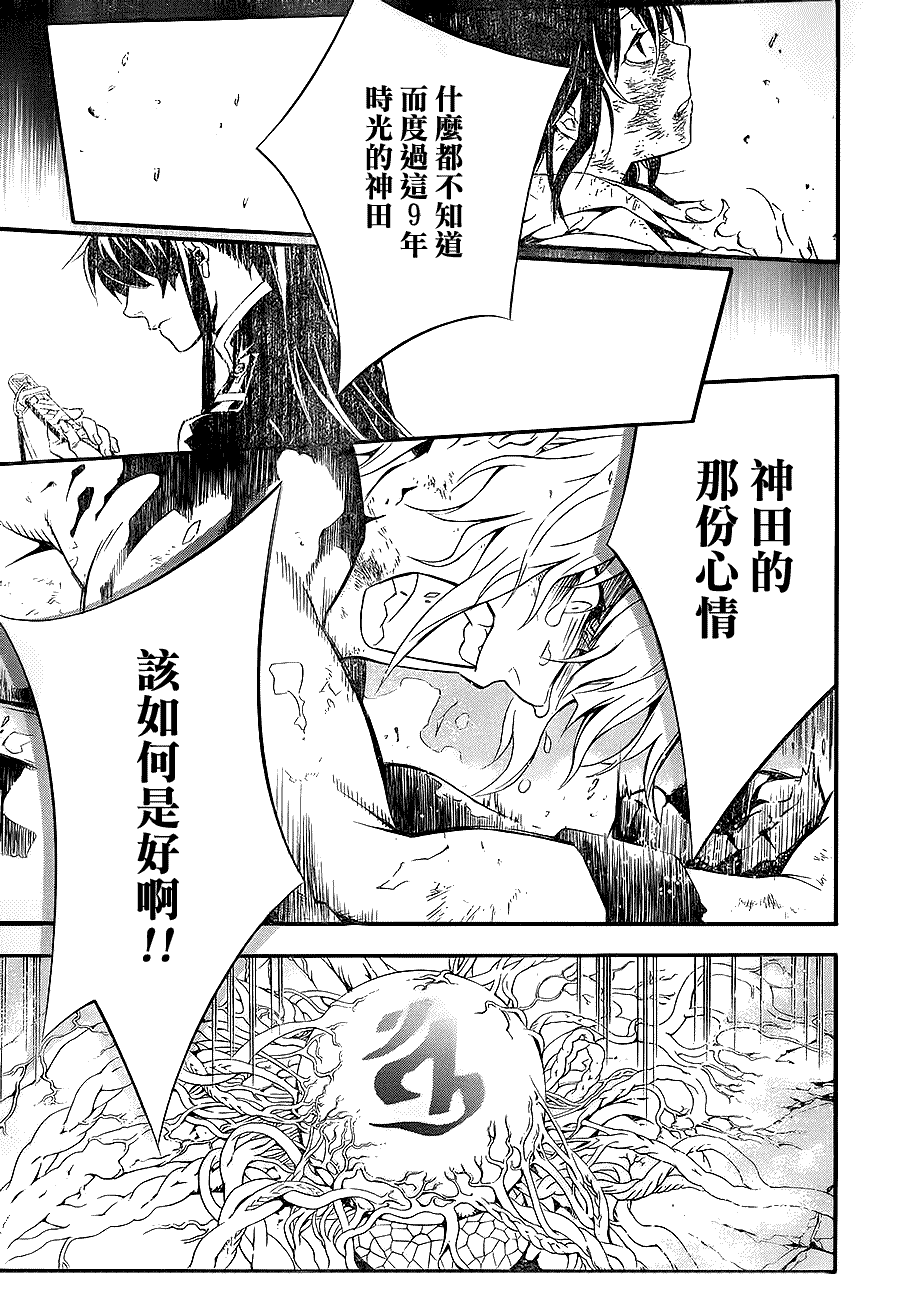 什麼都不知道
而度過這9年
時光的神田
神田的
那份心情
該如何是好啊!!